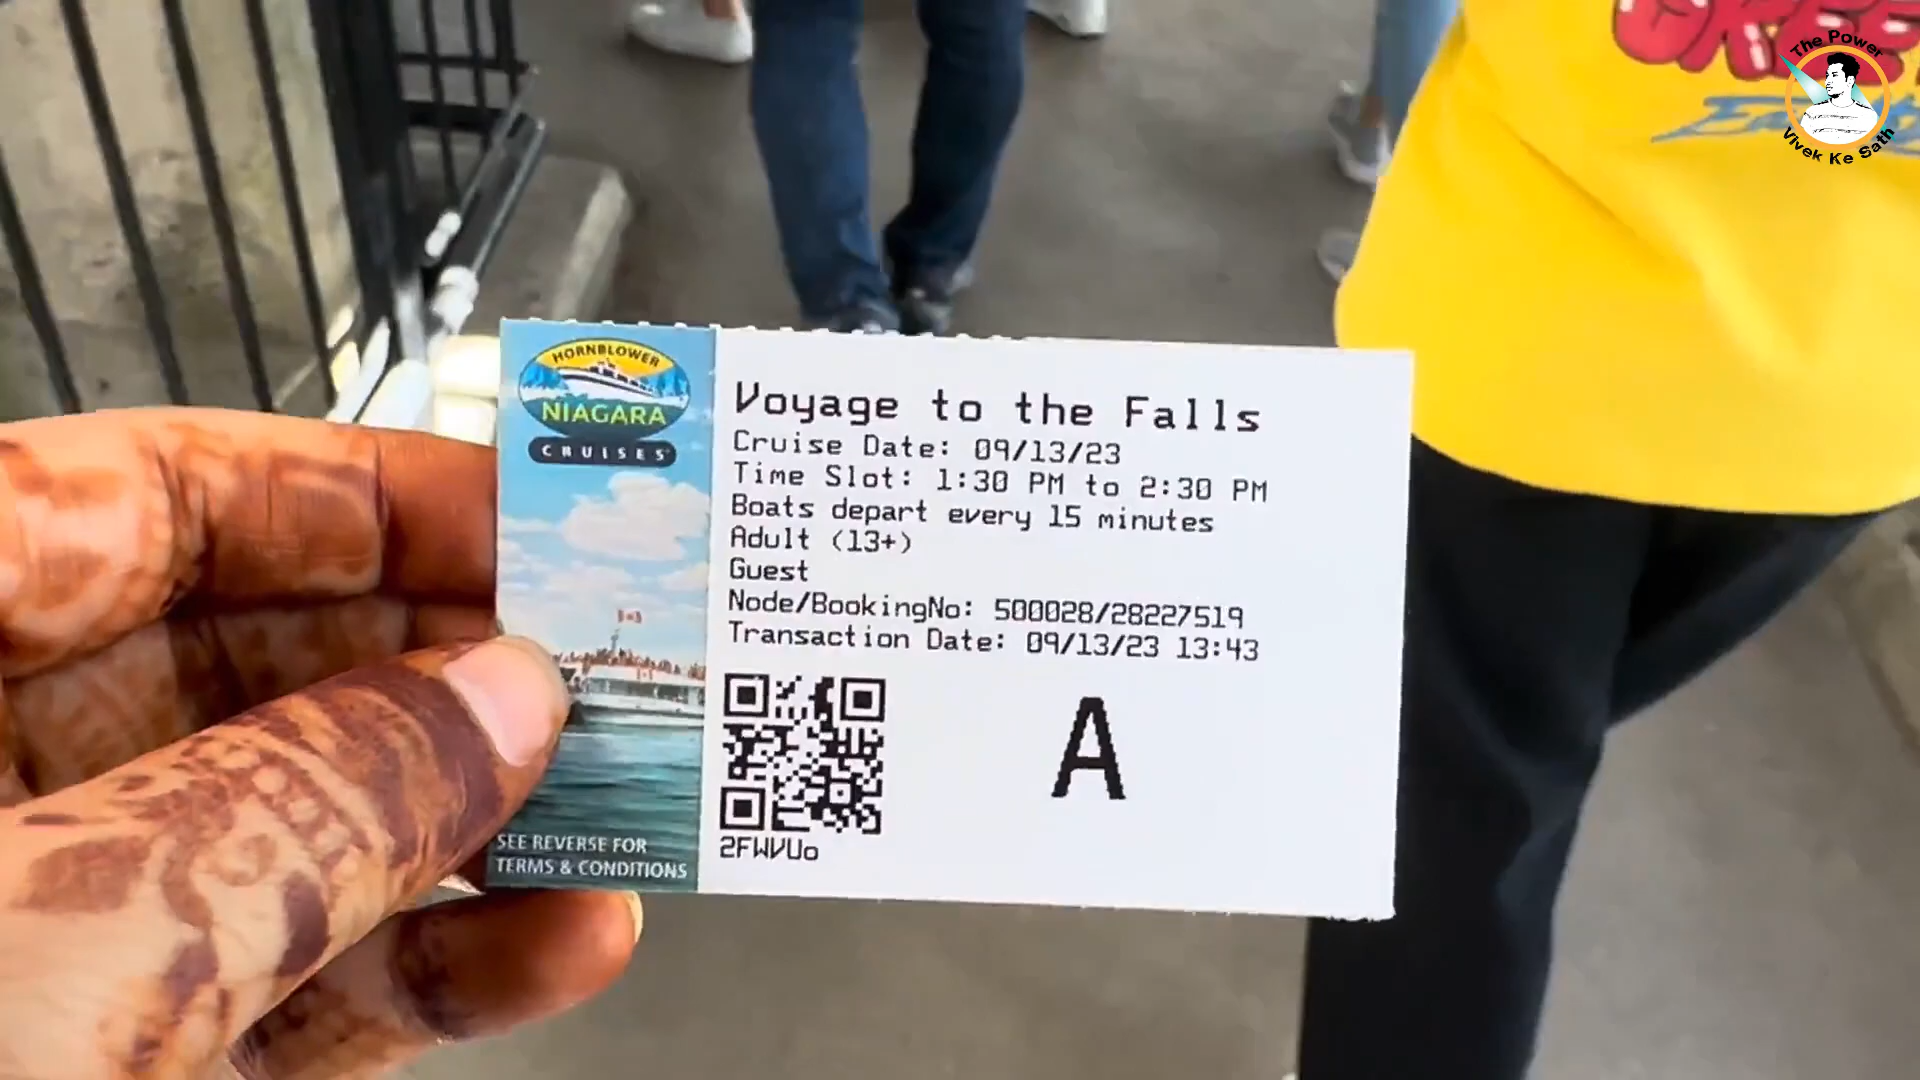 The Power
Vivek Ke Sath
HORNBLOWER
NIAGARA
CRUISES
Voyage to the Falls
Cruise Date: 09/13/23
Time Slot: 1:30 PM to 2:30 PM
Boats depart every 15 minutes
Adult (13+)
Guest
Node/BookingNo: 500028/28227519
Transaction Date: 09/13/23 13:43
A
2FWVUo
SEE REVERSE FOR
TERMS & CONDITIONS